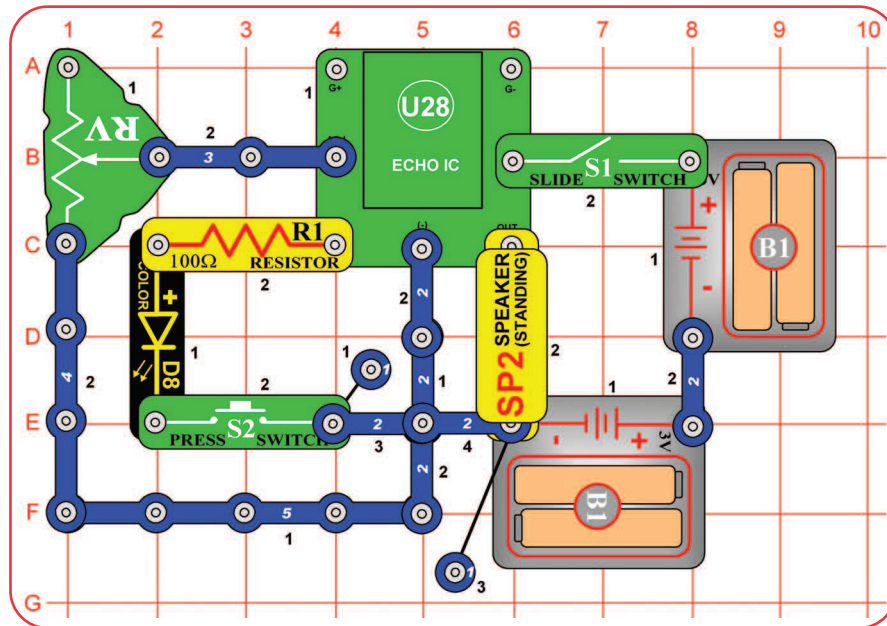 1 2 3 4 5 6 7 8 9 10
A
1
1
G+
G-
U28
RV
2
B
3
ECHO IC
S1
SLIDE SWITCH
V
2
+
B1
1
-
C
R1
100Ω RESISTOR
2
(-)
OUT
COLOR
+
D8
1
2
2
SP2 SPEAKER (STANDING)
2
D
4
2
1
1
2
2
1
2
2
1
E
PRESS S2 SWITCH
2
3
2
4
-
+
3V
B1
F
5
1
2
2
1
3
G